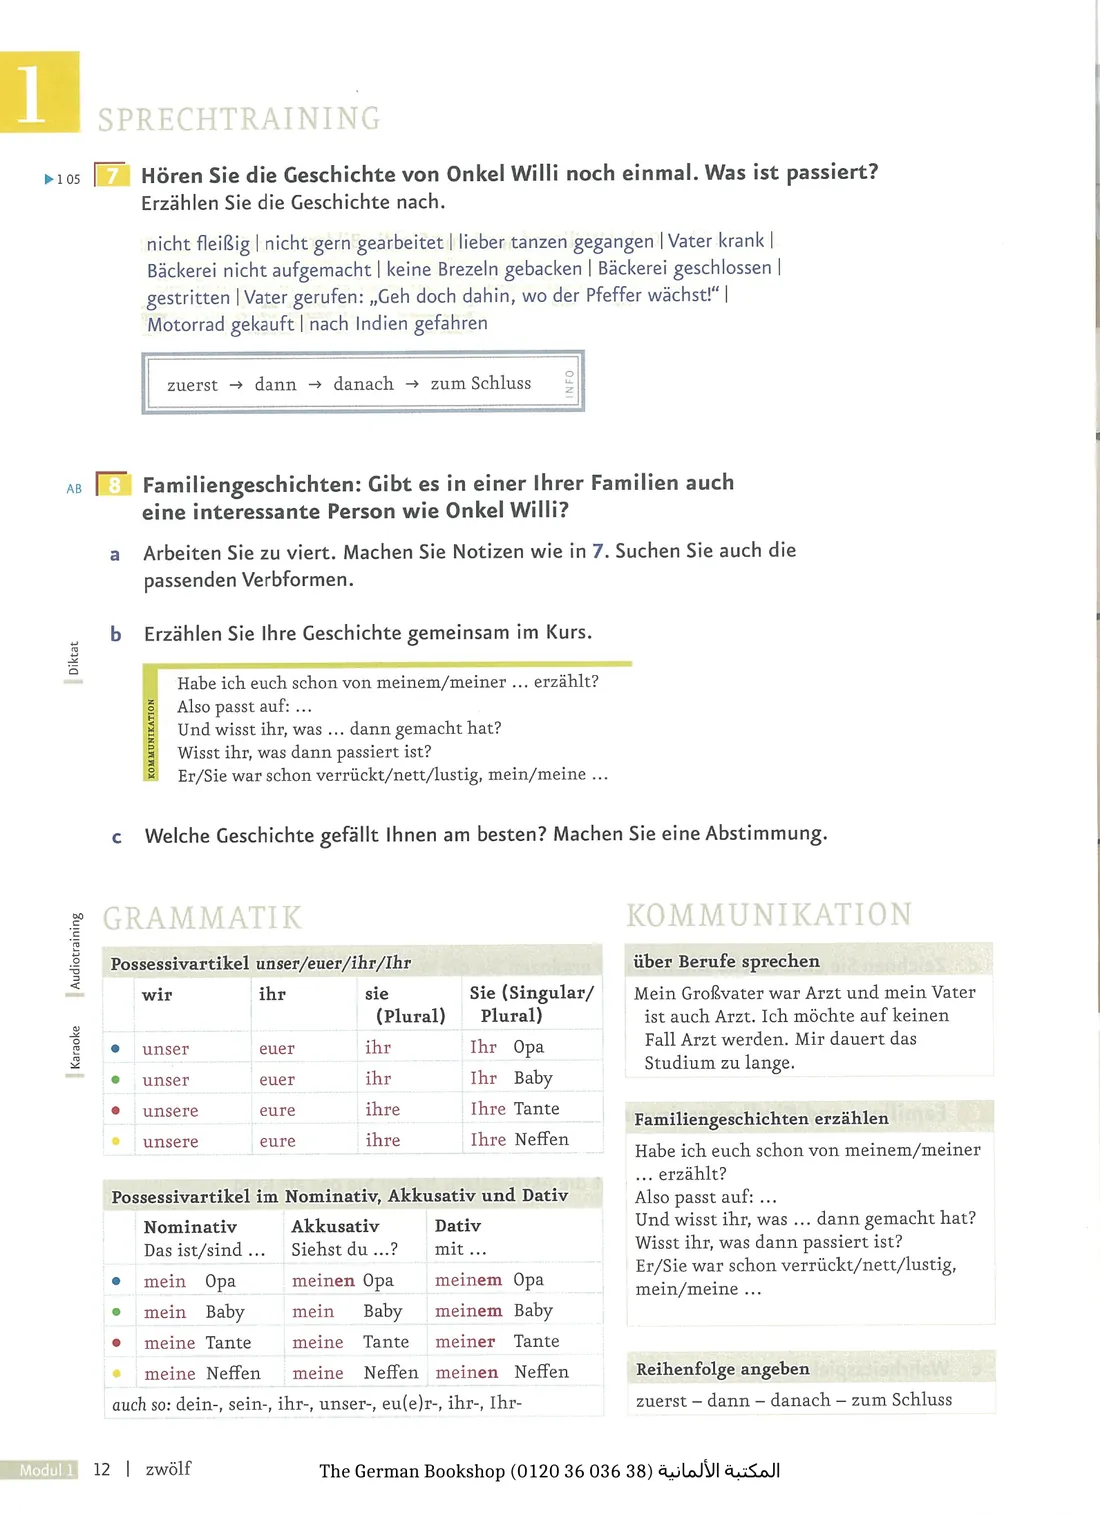 1
SPRECHTRAINING
▶ 1 05
7
Hören Sie die Geschichte von Onkel Willi noch einmal. Was ist passiert?
Erzählen Sie die Geschichte nach.
nicht fleißig | nicht gern gearbeitet | lieber tanzen gegangen | Vater krank |
Bäckerei nicht aufgemacht | keine Brezeln gebacken | Bäckerei geschlossen |
gestritten | Vater gerufen: „Geh doch dahin, wo der Pfeffer wächst!“ |
Motorrad gekauft | nach Indien gefahren
zuerst → dann → danach → zum Schluss
INFO
AB
8
Familiengeschichten: Gibt es in einer Ihrer Familien auch
eine interessante Person wie Onkel Willi?
a Arbeiten Sie zu viert. Machen Sie Notizen wie in 7. Suchen Sie auch die
passenden Verbformen.
b Erzählen Sie Ihre Geschichte gemeinsam im Kurs.
Diktat
KOMMUNIKATION
Habe ich euch schon von meinem/meiner ... erzählt?
Also passt auf: ...
Und wisst ihr, was ... dann gemacht hat?
Wisst ihr, was dann passiert ist?
Er/Sie war schon verrückt/nett/lustig, mein/meine ...
c Welche Geschichte gefällt Ihnen am besten? Machen Sie eine Abstimmung.
Audiotraining
Karaoke
GRAMMATIK
Possessivartikel unser/euer/ihr/Ihr
wir ihr sie (Plural) Sie (Singular/Plural)
unser euer ihr Ihr Opa
unser euer ihr Ihr Baby
unsere eure ihre Ihre Tante
unsere eure ihre Ihre Neffen
Possessivartikel im Nominativ, Akkusativ und Dativ
Nominativ Akkusativ Dativ
Das ist/sind ... Siehst du ...? mit ...
mein Opa meinen Opa meinem Opa
mein Baby mein Baby meinem Baby
meine Tante meine Tante meiner Tante
meine Neffen meine Neffen meinen Neffen
auch so: dein-, sein-, ihr-, unser-, eu(e)r-, ihr-, Ihr-
KOMMUNIKATION
über Berufe sprechen
Mein Großvater war Arzt und mein Vater
ist auch Arzt. Ich möchte auf keinen
Fall Arzt werden. Mir dauert das
Studium zu lange.
Familiengeschichten erzählen
Habe ich euch schon von meinem/meiner
... erzählt?
Also passt auf: ...
Und wisst ihr, was ... dann gemacht hat?
Wisst ihr, was dann passiert ist?
Er/Sie war schon verrückt/nett/lustig,
mein/meine ...
Reihenfolge angeben
zuerst – dann – danach – zum Schluss
Modul 1
12 | zwölf
The German Bookshop (0120 36 036 38) المكتبة الألمانية